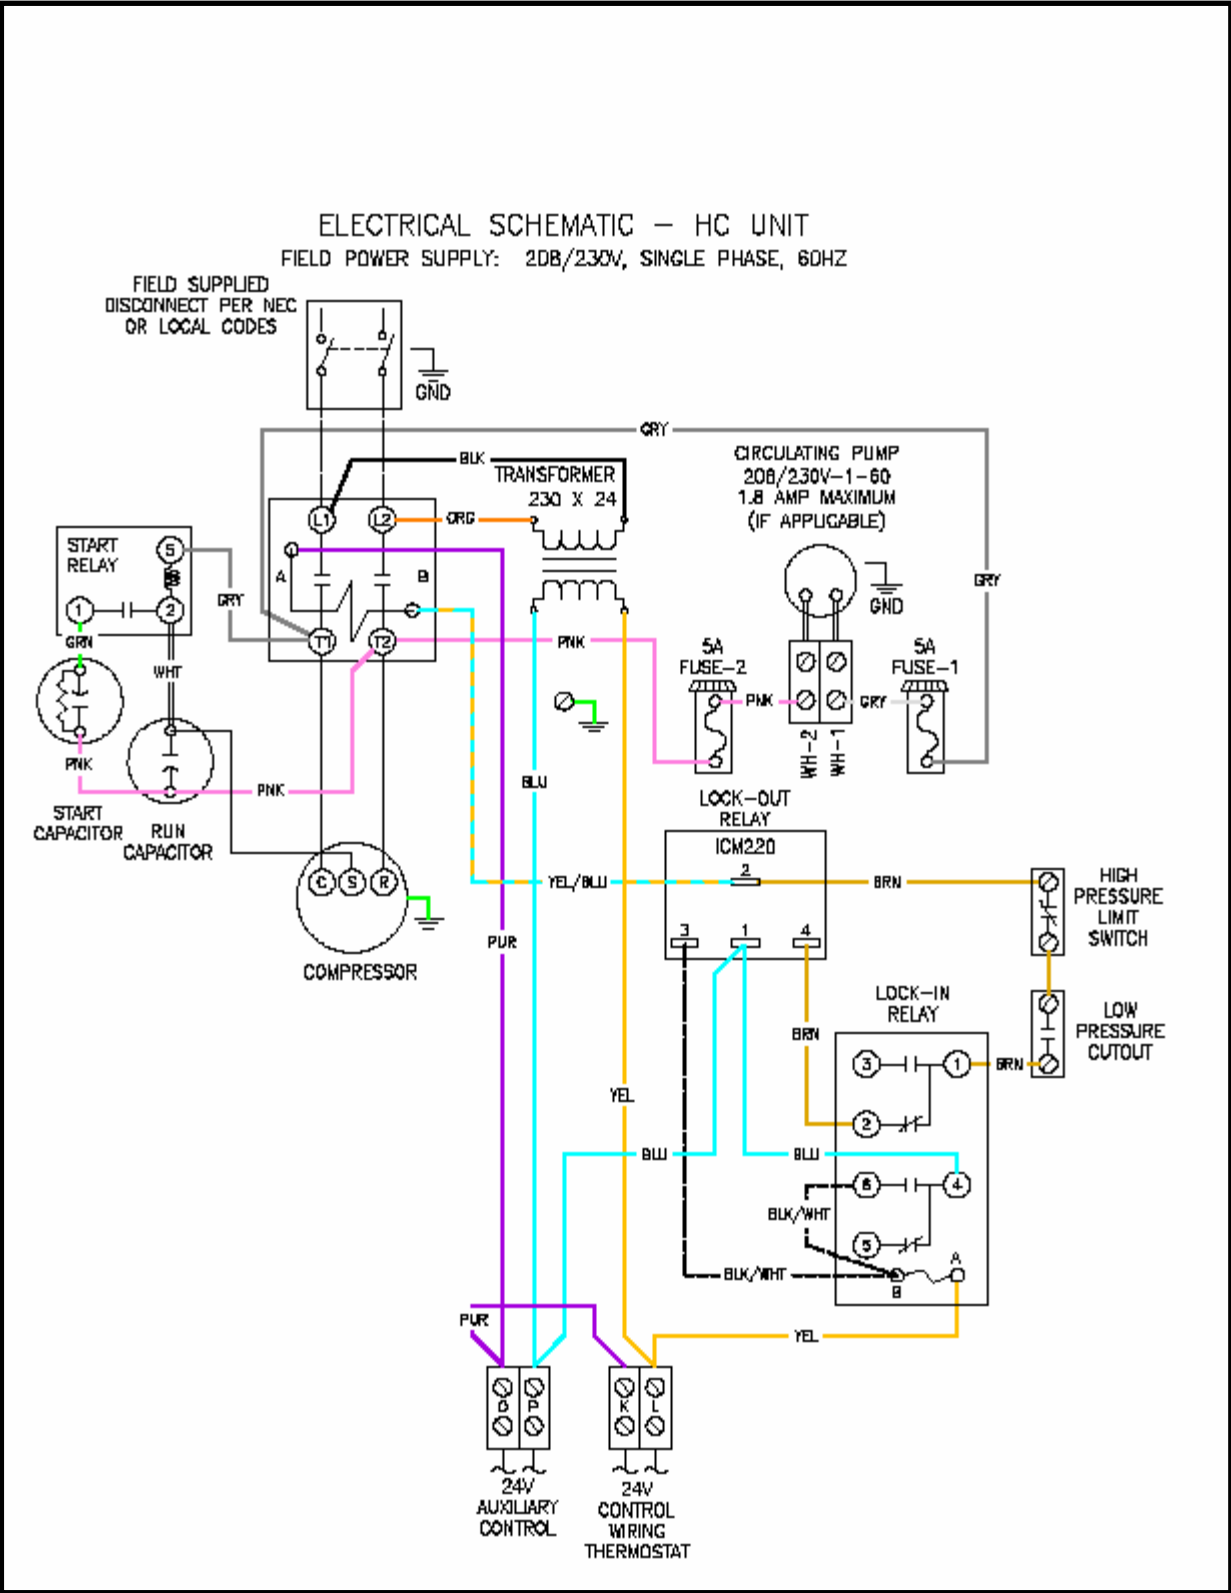 ELECTRICAL SCHEMATIC – HC UNIT
FIELD POWER SUPPLY: 208/230V, SINGLE PHASE, 60HZ
FIELD SUPPLIED
DISCONNECT PER NEC
OR LOCAL CODES
GND
GRY
BLK
TRANSFORMER
230 X 24
CIRCULATING PUMP
208/230V-1-60
1.8 AMP MAXIMUM
(IF APPLICABLE)
L1
L2
ORG
START
RELAY
5
A
B
GRY
GND
GRY
1
2
GRN
T1
T2
PNK
5A
FUSE-2
5A
FUSE-1
WHT
PNK
GRY
WH-2
WH-1
PNK
PNK
BLU
START
CAPACITOR
RUN
CAPACITOR
LOCK-OUT
RELAY
ICM220
2
C
S
R
YEL/BLU
BRN
HIGH
PRESSURE
LIMIT
SWITCH
3
1
4
PUR
COMPRESSOR
LOCK-IN
RELAY
LOW
PRESSURE
CUTOUT
BRN
3
1
BRN
YEL
2
BLU
BLU
6
4
BLK/WHT
5
A
BLK/WHT
B
PUR
YEL
G
P
K
L
24V
AUXILIARY
CONTROL
24V
CONTROL
WIRING
THERMOSTAT